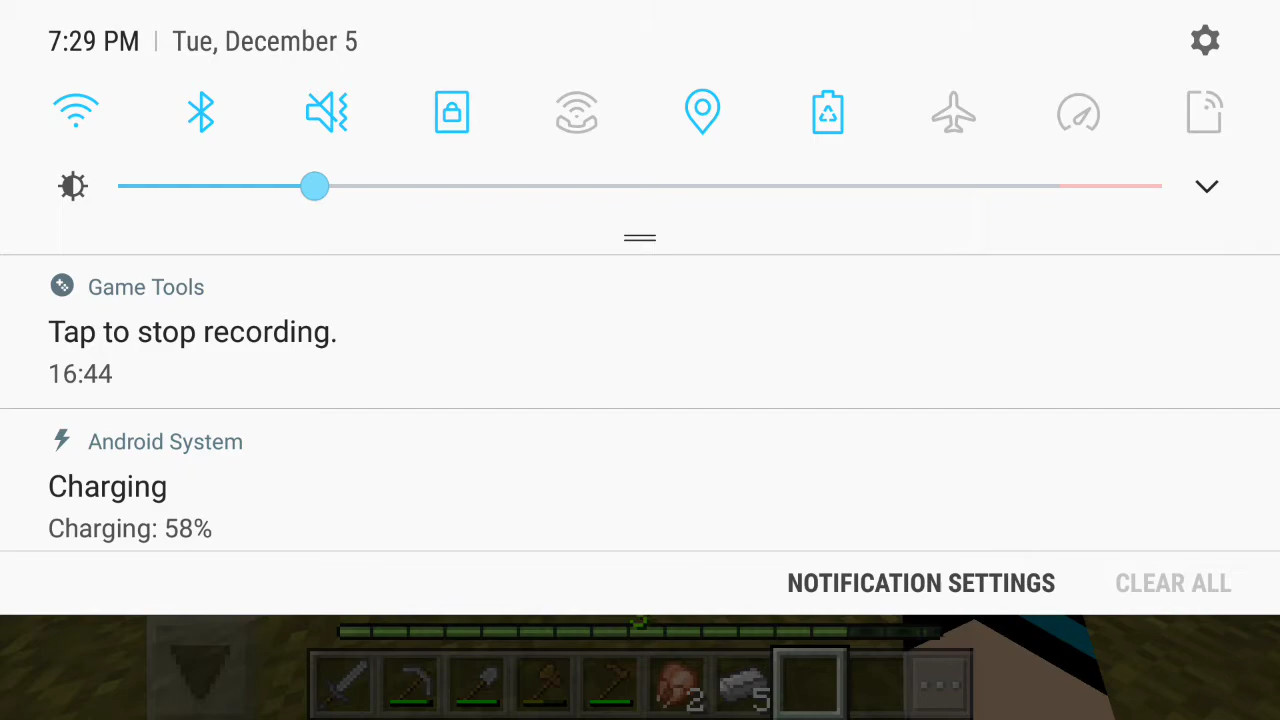 7:29 PM | Tue, December 5
Game Tools
Tap to stop recording.
16:44
Android System
Charging
Charging: 58%
NOTIFICATION SETTINGS CLEAR ALL
2 5